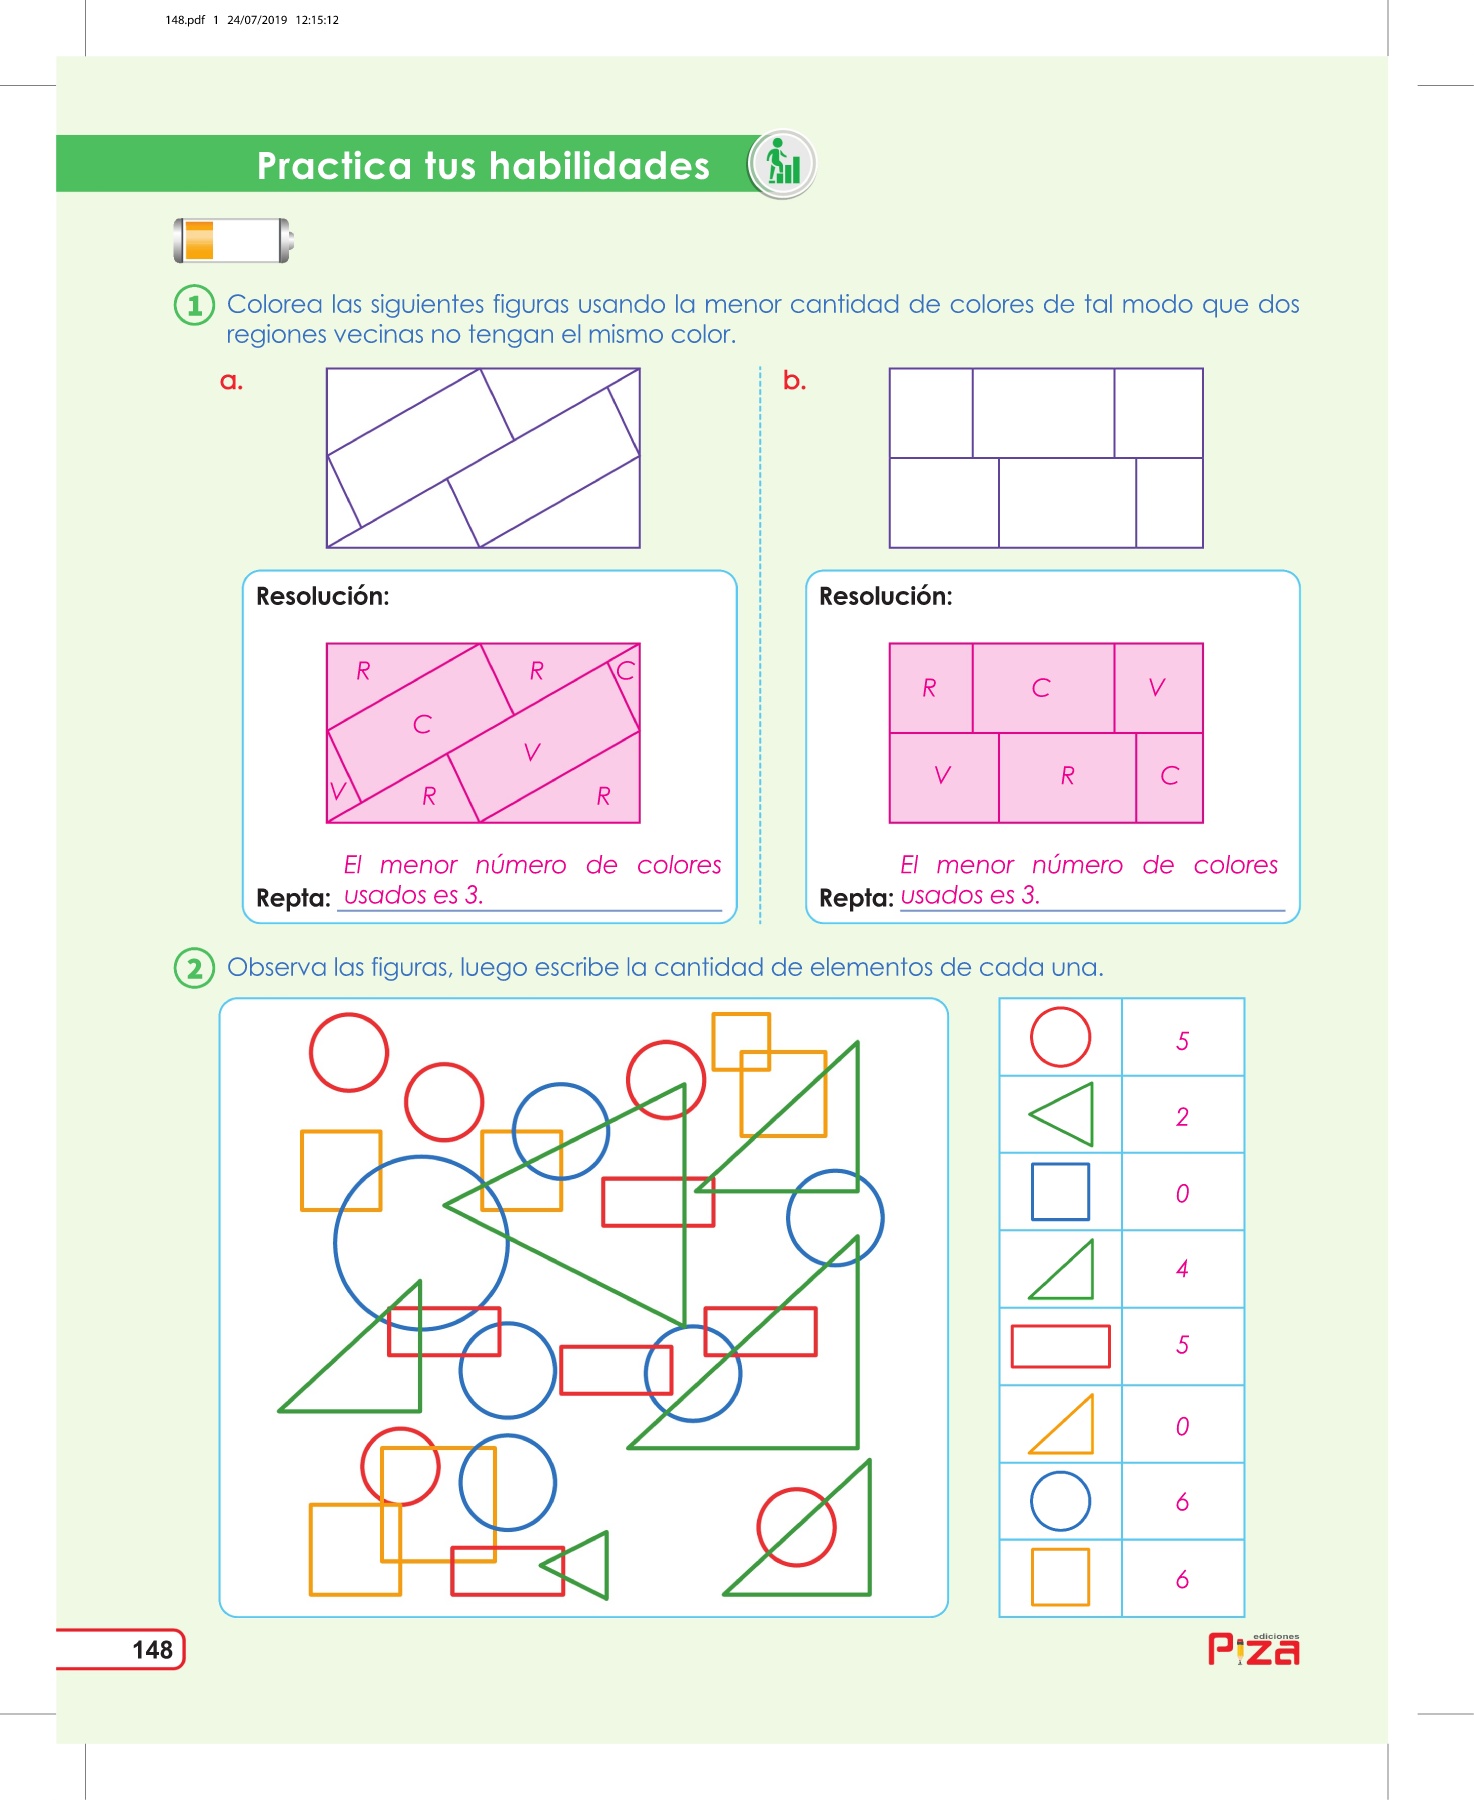 148.pdf 1 24/07/2019 12:15:12
Practica tus habilidades
1 Colorea las siguientes figuras usando la menor cantidad de colores de tal modo que dos
regiones vecinas no tengan el mismo color.
a.
b.
Resolución:
R
R
C
C
V
V
R
R
El menor número de colores
Repta: usados es 3.
Resolución:
R C V
V R C
El menor número de colores
Repta: usados es 3.
2 Observa las figuras, luego escribe la cantidad de elementos de cada una.
5
2
0
4
5
0
6
6
148
ediciones
Piza